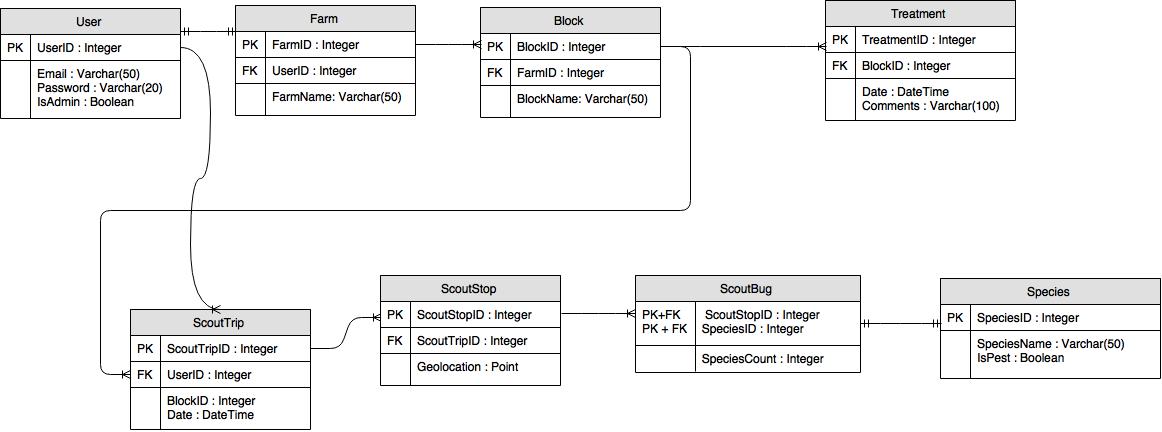 User
PK UserID : Integer
Email : Varchar(50)
Password : Varchar(20)
IsAdmin : Boolean
Farm
PK FarmID : Integer
FK UserID : Integer
FarmName: Varchar(50)
Block
PK BlockID : Integer
FK FarmID : Integer
BlockName: Varchar(50)
Treatment
PK TreatmentID : Integer
FK BlockID : Integer
Date : DateTime
Comments : Varchar(100)
ScoutTrip
PK ScoutTripID : Integer
FK UserID : Integer
BlockID : Integer
Date : DateTime
ScoutStop
PK ScoutStopID : Integer
FK ScoutTripID : Integer
Geolocation : Point
ScoutBug
PK+FK ScoutStopID : Integer
PK + FK SpeciesID : Integer
SpeciesCount : Integer
Species
PK SpeciesID : Integer
SpeciesName : Varchar(50)
IsPest : Boolean